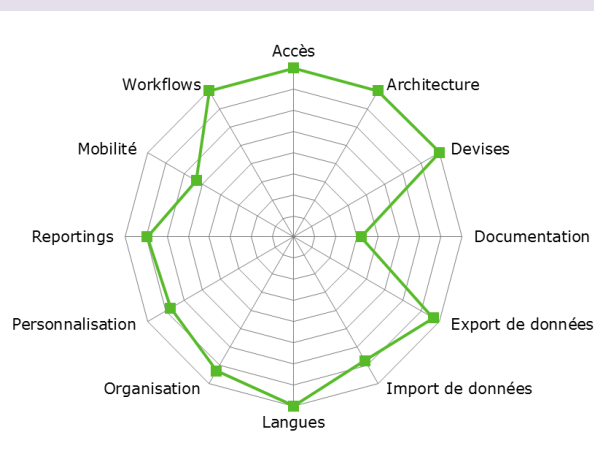 Accès
Workflows
Architecture
Mobilité
Devises
Reportings
Documentation
Personnalisation
Export de données
Organisation
Import de données
Langues